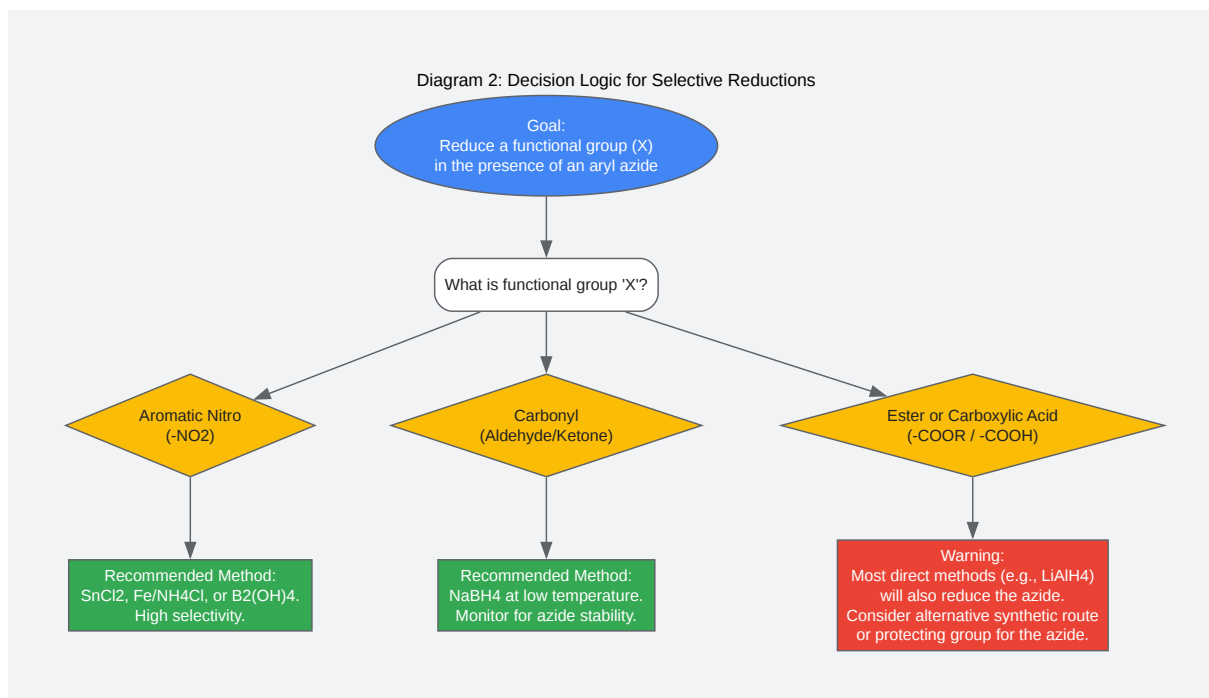 Diagram 2: Decision Logic for Selective Reductions
Goal:
Reduce a functional group (X)
in the presence of an aryl azide
What is functional group 'X'?
Aromatic Nitro
(-NO2)
Carbonyl
(Aldehyde/Ketone)
Ester or Carboxylic Acid
(-COOR / -COOH)
Recommended Method:
SnCl2, Fe/NH4Cl, or B2(OH)4.
High selectivity.
Recommended Method:
NaBH4 at low temperature.
Monitor for azide stability.
Warning:
Most direct methods (e.g., LiAlH4)
will also reduce the azide.
Consider alternative synthetic route
or protecting group for the azide.